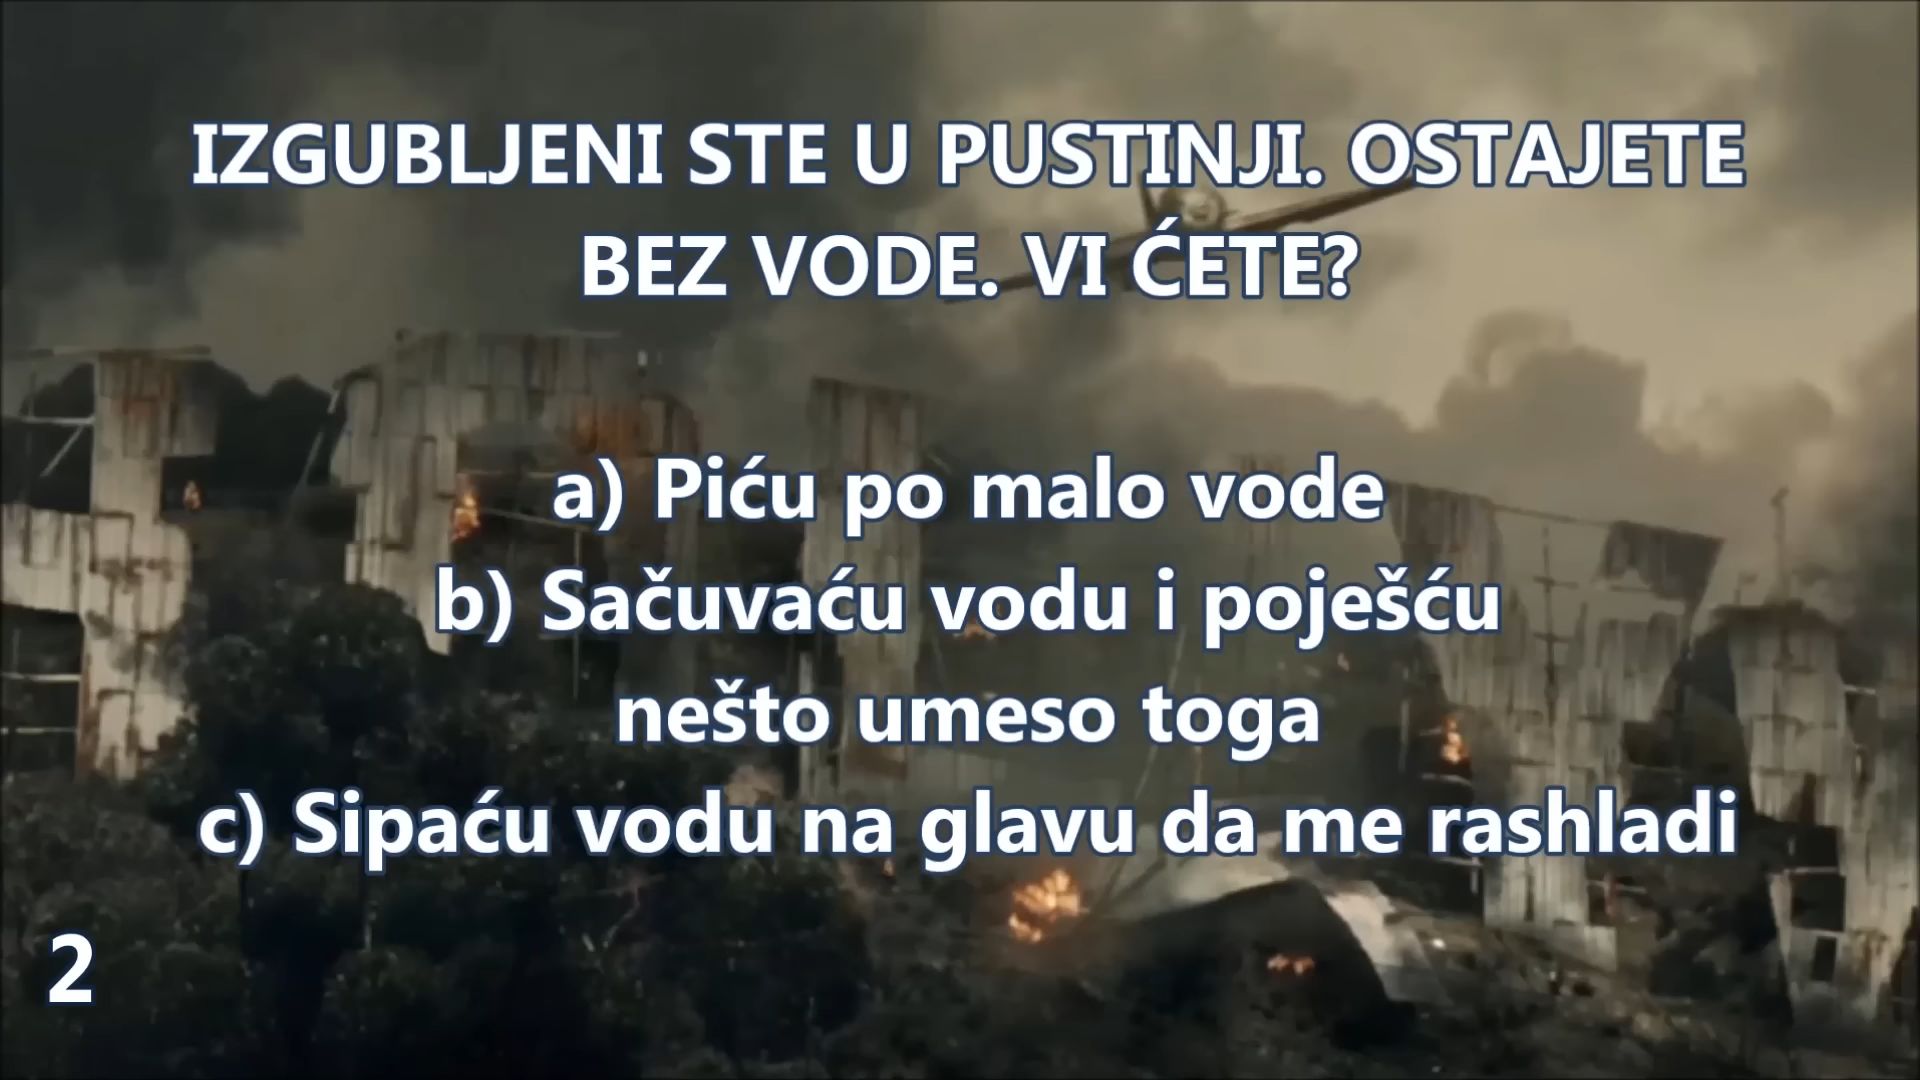 IZGUBLJENI STE U PUSTINJI. OSTAJETE
BEZ VODE. VI ĆETE?
a) Piću po malo vode
b) Sačuvaću vodu i poješću
nešto umeso toga
c) Sipaću vodu na glavu da me rashladi
2